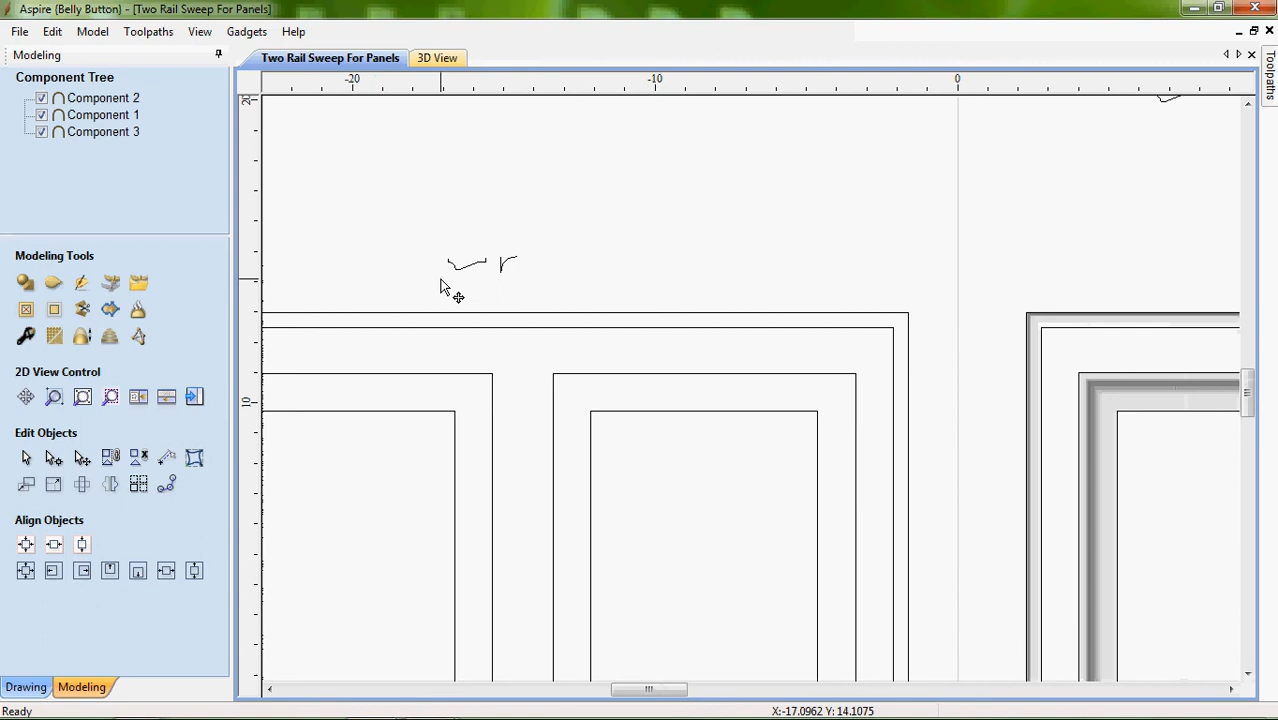 Aspire (Belly Button) - [Two Rail Sweep For Panels]
File Edit Model Toolpaths View Gadgets Help
Modeling
Two Rail Sweep For Panels 3D View
Component Tree
Component 2
Component 1
Component 3
-20 -10 0
20
10
Toolpaths
Modeling Tools
2D View Control
Edit Objects
Align Objects
Drawing Modeling
Ready X:-17.0962 Y: 14.1075